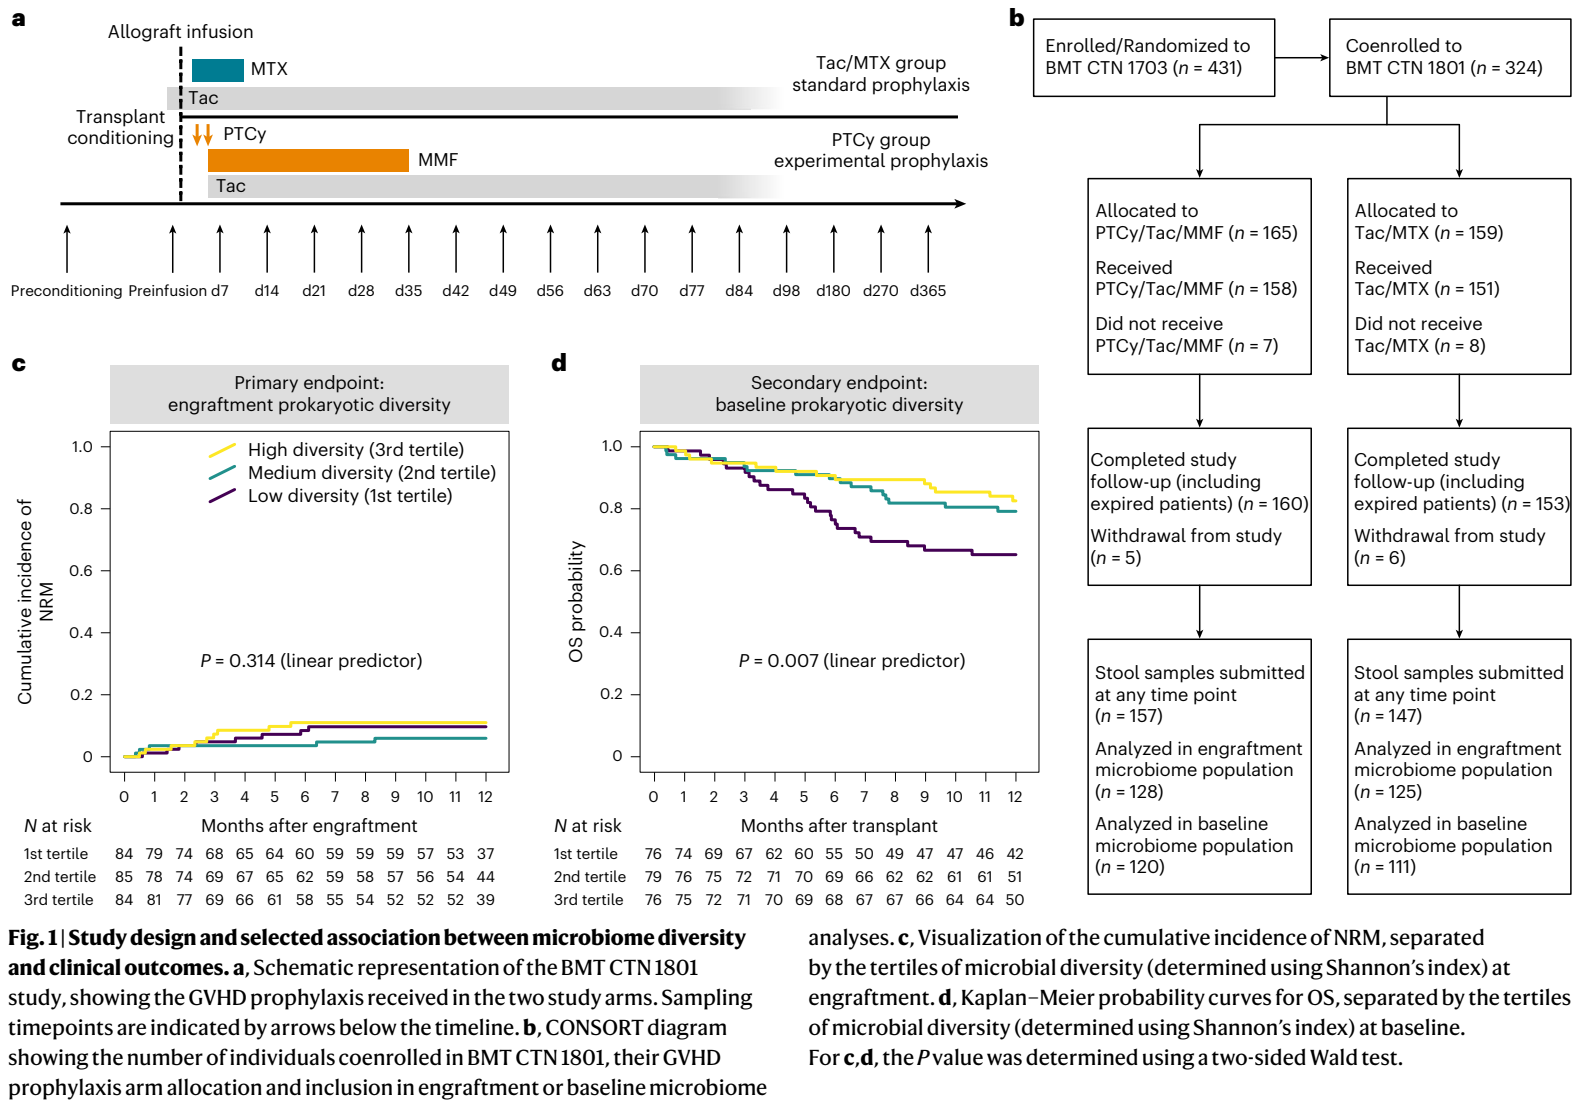 a
Allograft infusion
MTX
Tac
Tac/MTX group
standard prophylaxis
Transplant
conditioning
PTCy
MMF
Tac
PTCy group
experimental prophylaxis
Preconditioning Preinfusion d7 d14 d21 d28 d35 d42 d49 d56 d63 d70 d77 d84 d98 d180 d270 d365
b
Enrolled/Randomized to
BMT CTN 1703 (n = 431)
Coenrolled to
BMT CTN 1801 (n = 324)
Allocated to
PTCy/Tac/MMF (n = 165)
Received
PTCy/Tac/MMF (n = 158)
Did not receive
PTCy/Tac/MMF (n = 7)
Allocated to
Tac/MTX (n = 159)
Received
Tac/MTX (n = 151)
Did not receive
Tac/MTX (n = 8)
Completed study
follow-up (including
expired patients) (n = 160)
Withdrawal from study
(n = 5)
Completed study
follow-up (including
expired patients) (n = 153)
Withdrawal from study
(n = 6)
Stool samples submitted
at any time point
(n = 157)
Analyzed in engraftment
microbiome population
(n = 128)
Analyzed in baseline
microbiome population
(n = 120)
Stool samples submitted
at any time point
(n = 147)
Analyzed in engraftment
microbiome population
(n = 125)
Analyzed in baseline
microbiome population
(n = 111)
c
Primary endpoint:
engraftment prokaryotic diversity
High diversity (3rd tertile)
Medium diversity (2nd tertile)
Low diversity (1st tertile)
Cumulative incidence of
NRM
1.0
0.8
0.6
0.4
0.2
0
P = 0.314 (linear predictor)
0 1 2 3 4 5 6 7 8 9 10 11 12
N at risk
Months after engraftment
1st tertile 84 79 74 68 65 64 60 59 59 59 57 53 37
2nd tertile 85 78 74 69 67 65 62 59 58 57 56 54 44
3rd tertile 84 81 77 69 66 61 58 55 54 52 52 52 39
d
Secondary endpoint:
baseline prokaryotic diversity
OS probability
1.0
0.8
0.6
0.4
0.2
0
P = 0.007 (linear predictor)
0 1 2 3 4 5 6 7 8 9 10 11 12
N at risk
Months after transplant
1st tertile 76 74 69 67 62 60 55 50 49 47 47 46 42
2nd tertile 79 76 75 72 71 70 69 66 62 62 61 61 51
3rd tertile 76 75 72 71 70 69 68 67 67 66 64 64 50
Fig. 1 | Study design and selected association between microbiome diversity
and clinical outcomes. a, Schematic representation of the BMT CTN 1801
study, showing the GVHD prophylaxis received in the two study arms. Sampling
timepoints are indicated by arrows below the timeline. b, CONSORT diagram
showing the number of individuals coenrolled in BMT CTN 1801, their GVHD
prophylaxis arm allocation and inclusion in engraftment or baseline microbiome
analyses. c, Visualization of the cumulative incidence of NRM, separated
by the tertiles of microbial diversity (determined using Shannon's index) at
engraftment. d, Kaplan–Meier probability curves for OS, separated by the tertiles
of microbial diversity (determined using Shannon's index) at baseline.
For c,d, the P value was determined using a two-sided Wald test.